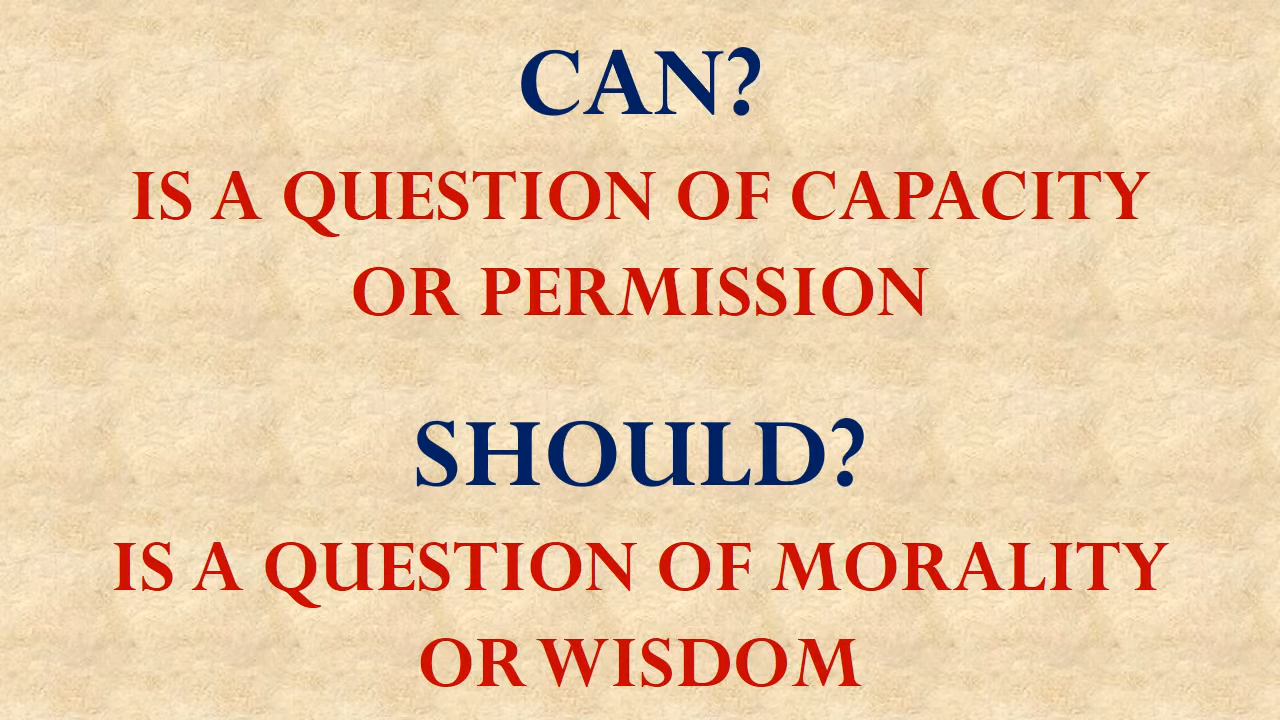 CAN?
IS A QUESTION OF CAPACITY
OR PERMISSION
SHOULD?
IS A QUESTION OF MORALITY
OR WISDOM